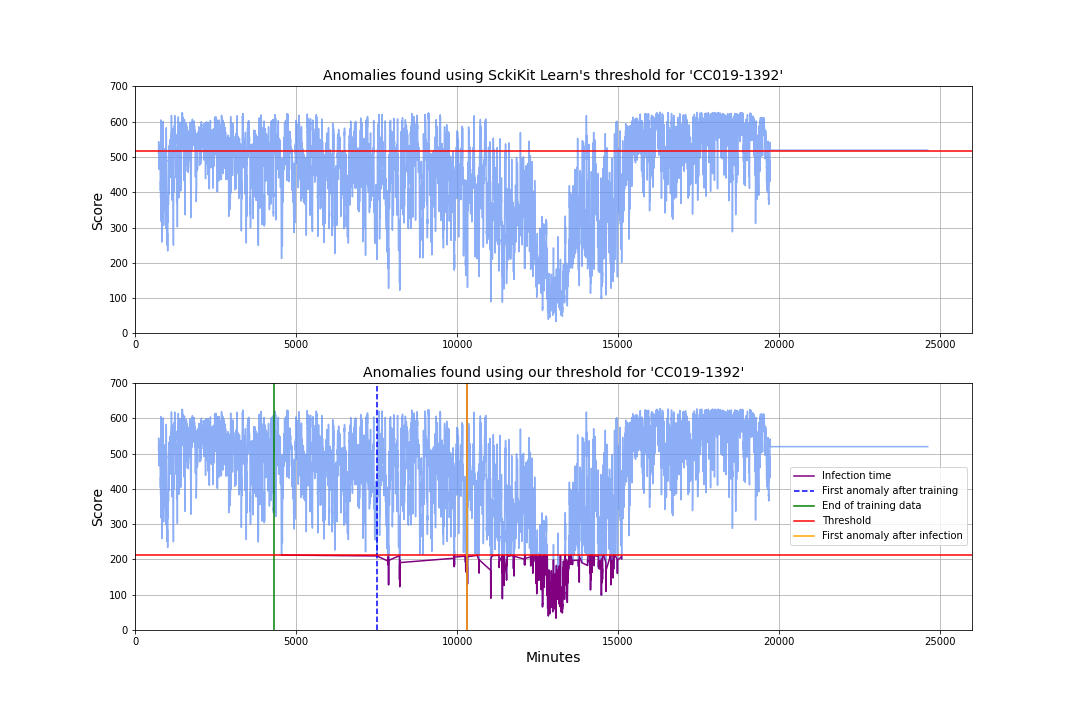 Anomalies found using SckiKit Learn's threshold for 'CC019-1392'
700
600
500
400
300
200
100
0
Score
0 5000 10000 15000 20000 25000
Anomalies found using our threshold for 'CC019-1392'
700
600
500
400
300
200
100
0
Score
Infection time
First anomaly after training
End of training data
Threshold
First anomaly after infection
0 5000 10000 15000 20000 25000
Minutes